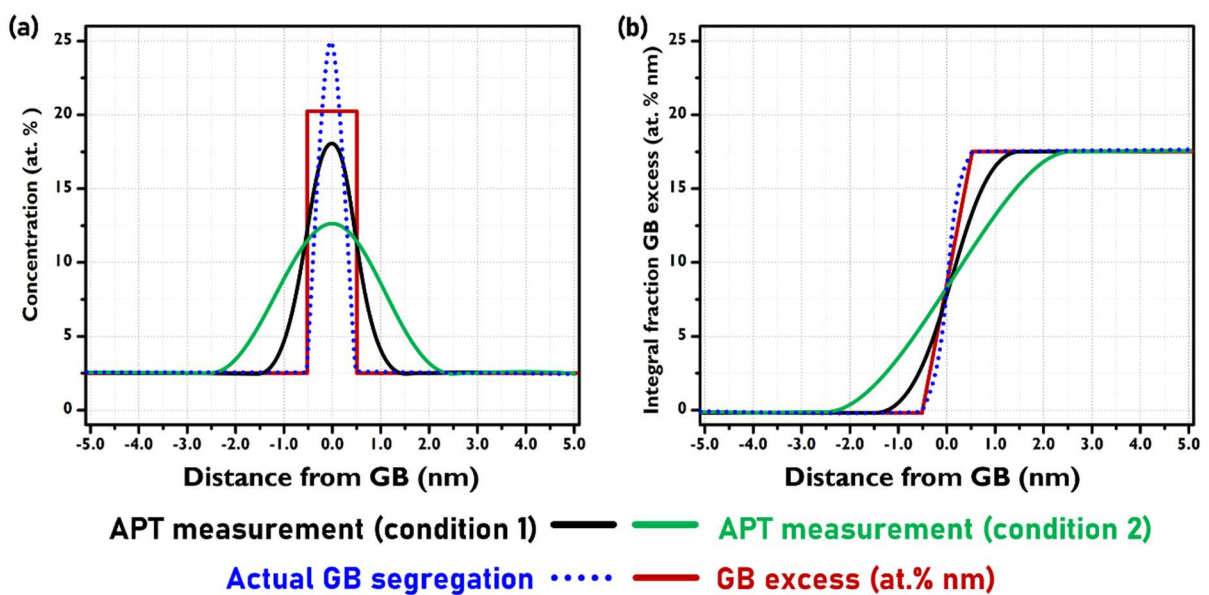 (a)
(b)
Concentration (at. %)
25
20
15
10
5
0
-5.0 -4.0 -3.0 -2.0 -1.0 0.0 1.0 2.0 3.0 4.0 5.0
Distance from GB (nm)
Integral fraction GB excess (at. % nm)
25
20
15
10
5
0
-5.0 -4.0 -3.0 -2.0 -1.0 0.0 1.0 2.0 3.0 4.0 5.0
Distance from GB (nm)
APT measurement (condition 1)
APT measurement (condition 2)
Actual GB segregation
GB excess (at.% nm)